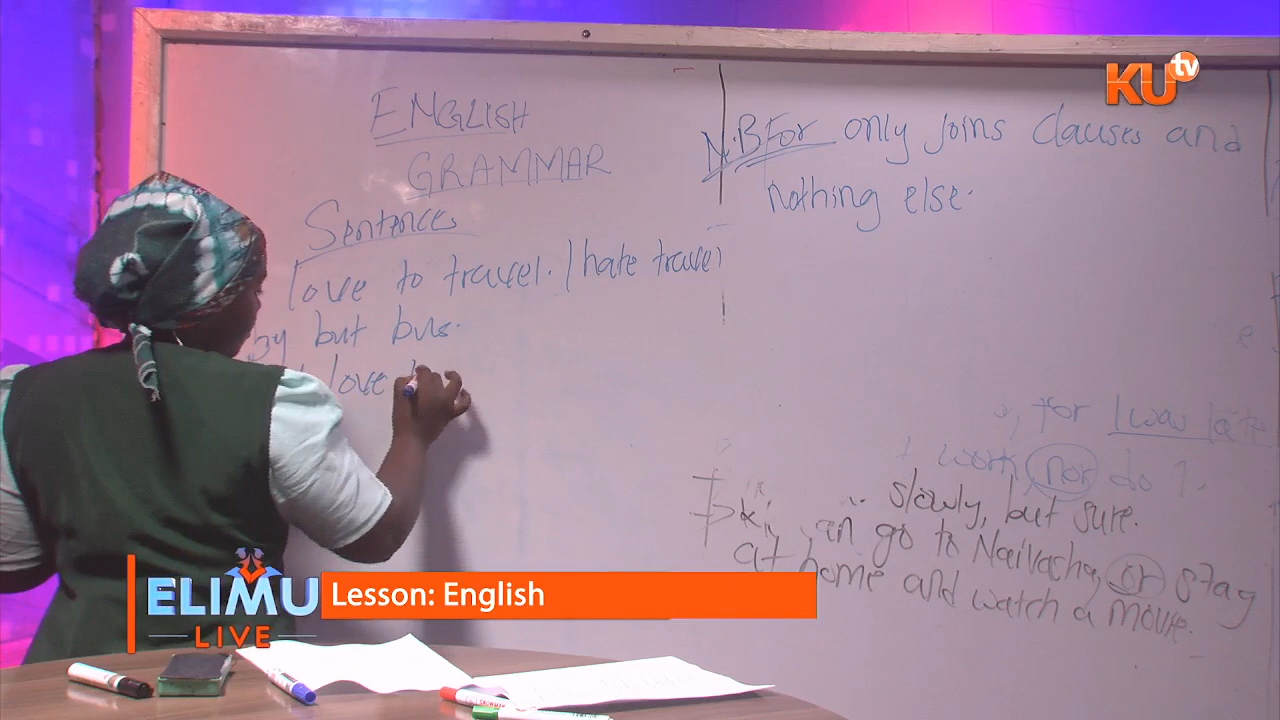 ENGLISH
GRAMMAR
Sentences
I love to travel. I hate travel
by but bus.
love
N.B For only joins clauses and
nothing else.
, for I was late
work nor do I.
slowly, but sure.
go to Naivacha, or stay
at home and watch a movie.
KU tv
ELIMU
LIVE
Lesson: English